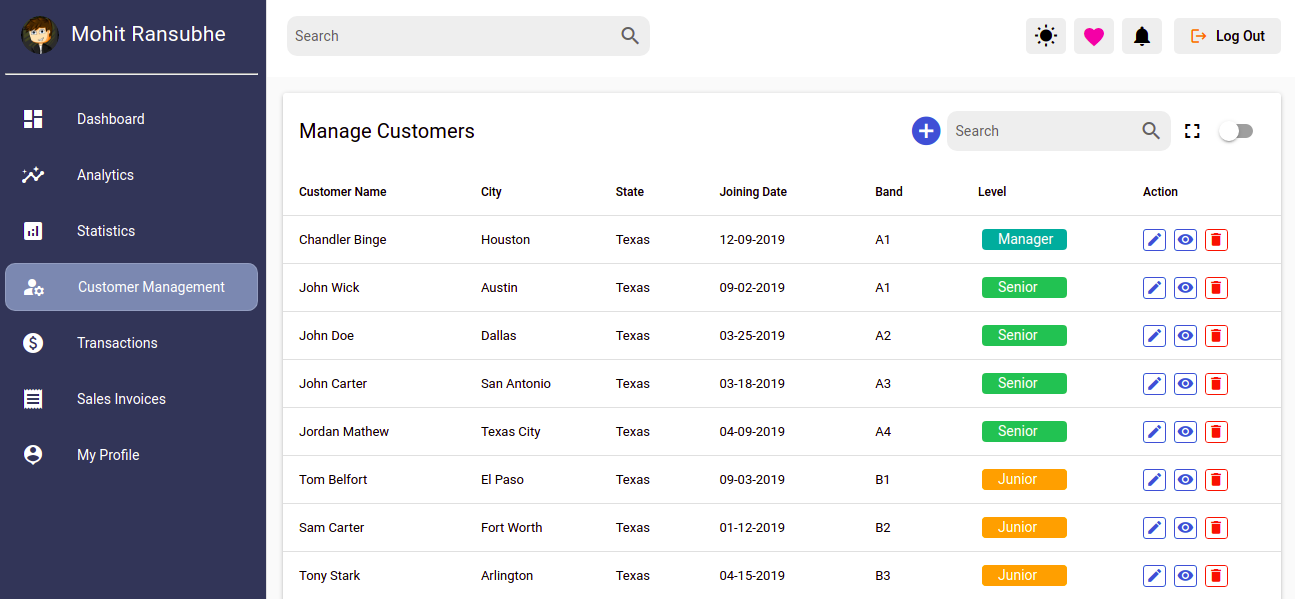 Mohit Ransubhe
Search
Log Out
Dashboard
Analytics
Statistics
Customer Management
Transactions
Sales Invoices
My Profile
Manage Customers
Search
Customer Name City State Joining Date Band Level Action
Chandler Binge Houston Texas 12-09-2019 A1 Manager
John Wick Austin Texas 09-02-2019 A1 Senior
John Doe Dallas Texas 03-25-2019 A2 Senior
John Carter San Antonio Texas 03-18-2019 A3 Senior
Jordan Mathew Texas City Texas 04-09-2019 A4 Senior
Tom Belfort El Paso Texas 09-03-2019 B1 Junior
Sam Carter Fort Worth Texas 01-12-2019 B2 Junior
Tony Stark Arlington Texas 04-15-2019 B3 Junior